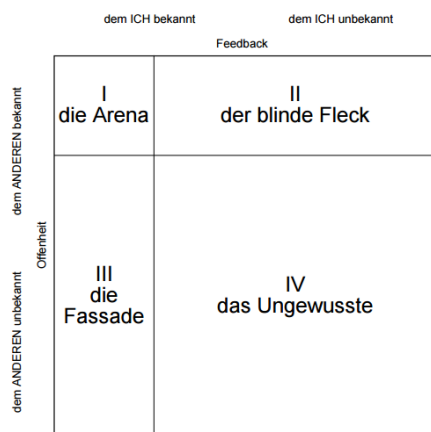 dem ICH bekannt
dem ICH unbekannt
Feedback
dem ANDEREN bekannt
Offenheit
dem ANDEREN unbekannt
I
die Arena
II
der blinde Fleck
III
die
Fassade
IV
das Ungewusste